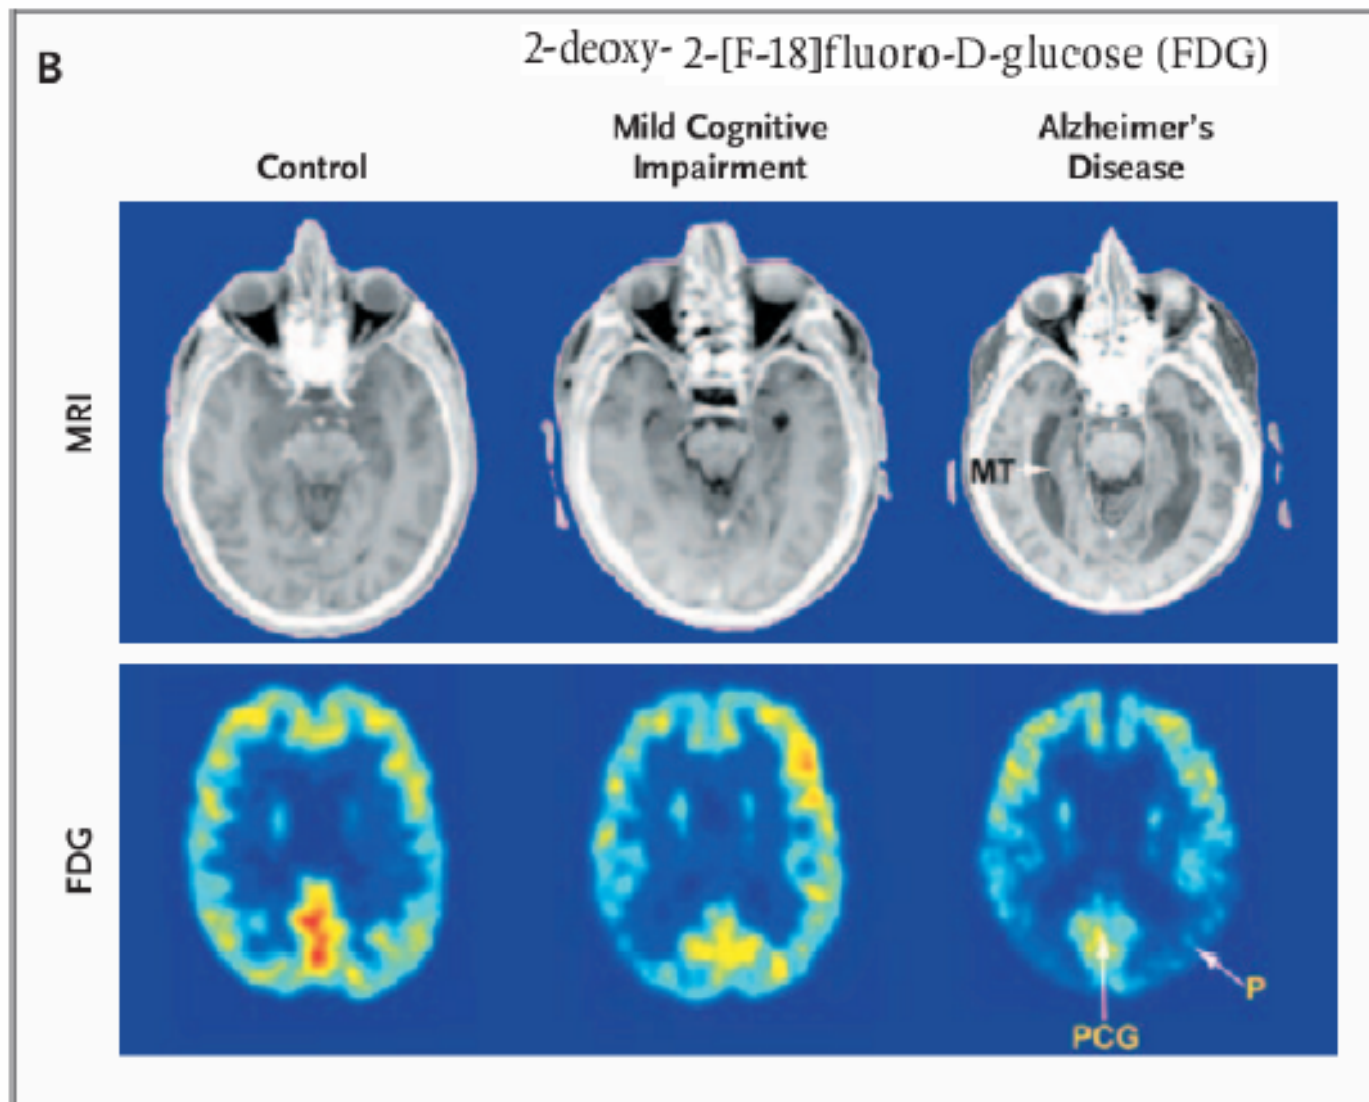 B
2-deoxy- 2-[F-18]fluoro-D-glucose (FDG)
Control
Mild Cognitive
Impairment
Alzheimer's
Disease
MRI
MT
FDG
P
PCG